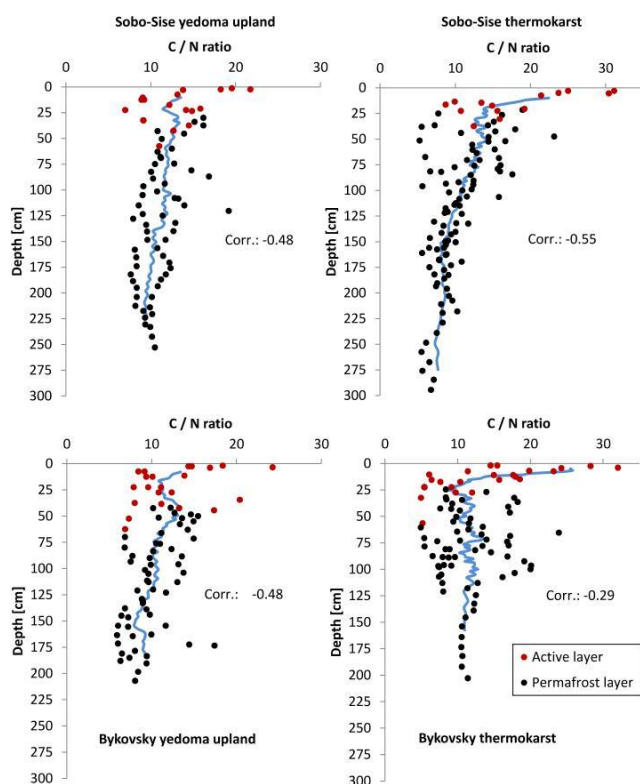 Sobo-Sise yedoma upland
C / N ratio
0 10 20 30
0
25
50
75
100
125
150
175
200
225
250
275
300
Depth [cm]
Corr.: -0.48
Sobo-Sise thermokarst
C / N ratio
0 10 20 30
0
25
50
75
100
125
150
175
200
225
250
275
300
Depth [cm]
Corr.: -0.55
C / N ratio
0 10 20 30
0
25
50
75
100
125
150
175
200
225
250
275
300
Depth [cm]
Corr.: -0.48
Bykovsky yedoma upland
C / N ratio
0 10 20 30
0
25
50
75
100
125
150
175
200
225
250
275
300
Depth [cm]
Corr.: -0.29
Active layer
Permafrost layer
Bykovsky thermokarst